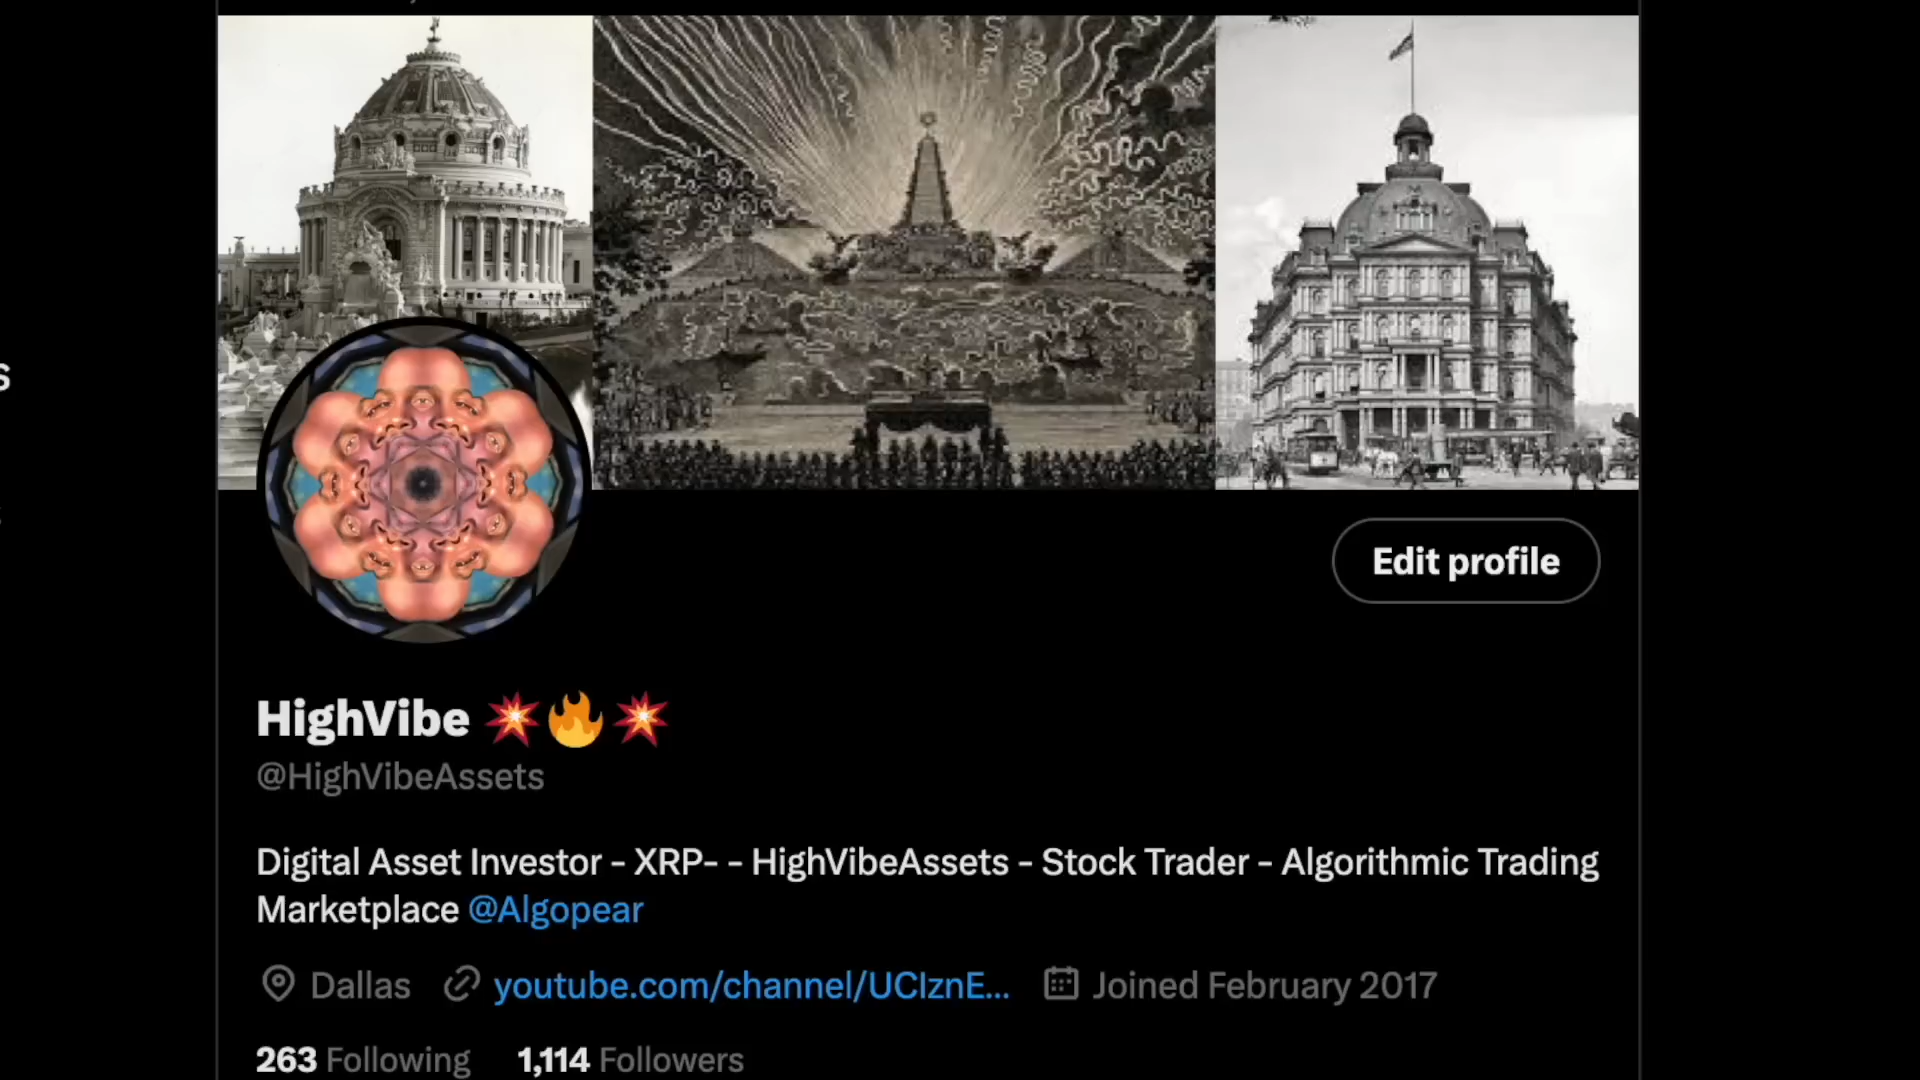 Edit profile
HighVibe 💥🔥💥
@HighVibeAssets
Digital Asset Investor - XRP- - HighVibeAssets - Stock Trader - Algorithmic Trading
Marketplace @Algopear
Dallas youtube.com/channel/UCIznE... Joined February 2017
263 Following 1,114 Followers